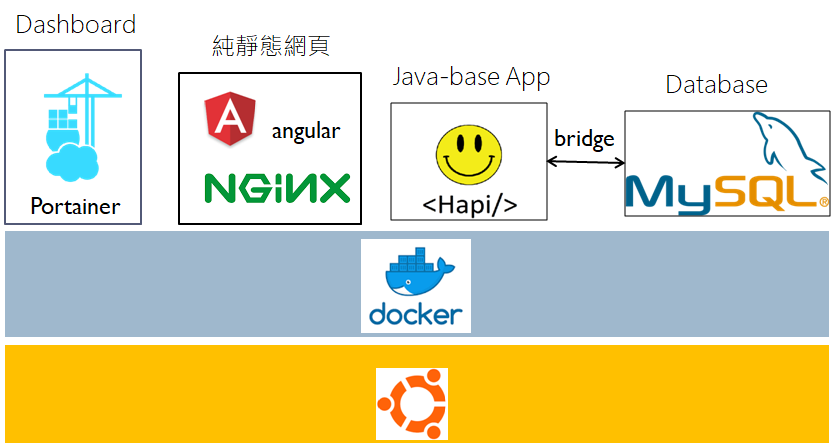 Dashboard
純靜態網頁
Java-base App
Database
Portainer
A
angular
NGINX
<Hapi/>
bridge
MySQL®
docker